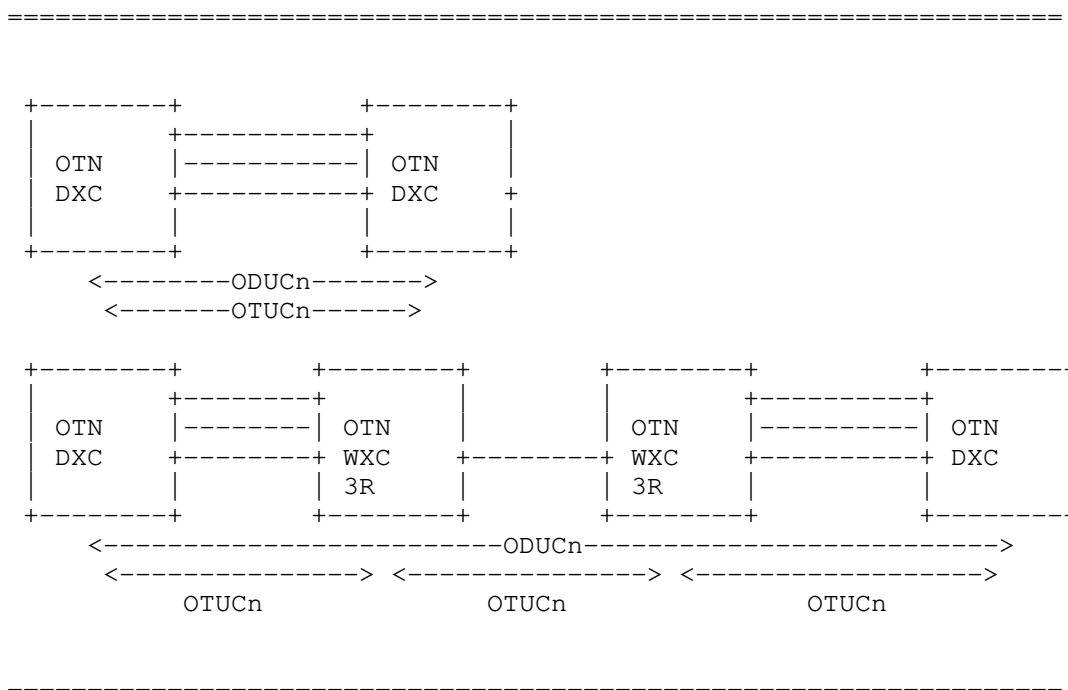 OTN OTN
DXC DXC
<--------ODUCn------->
<-------OTUCn------>
OTN OTN OTN OTN
DXC WXC WXC DXC
3R 3R
<-------------------------ODUCn-------------------------->
<---------------> <---------------> <------------------>
OTUCn OTUCn OTUCn